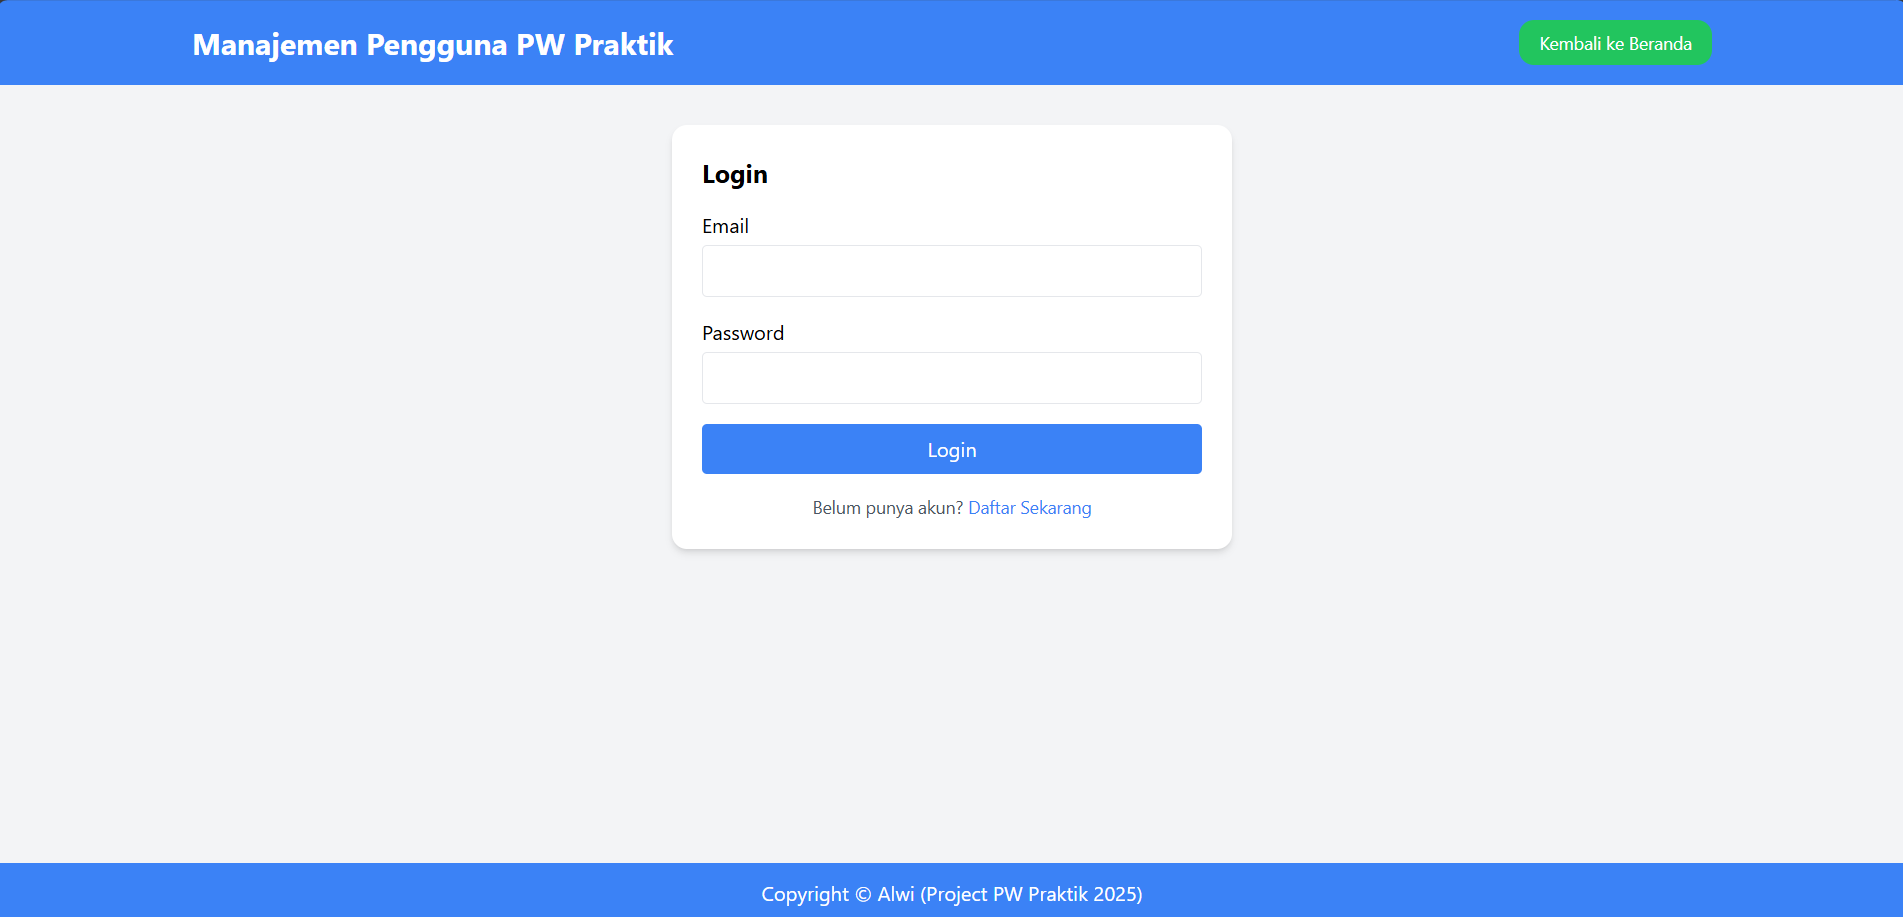 Manajemen Pengguna PW Praktik
Kembali ke Beranda
Login
Email
Password
Login
Belum punya akun? Daftar Sekarang
Copyright © Alwi (Project PW Praktik 2025)